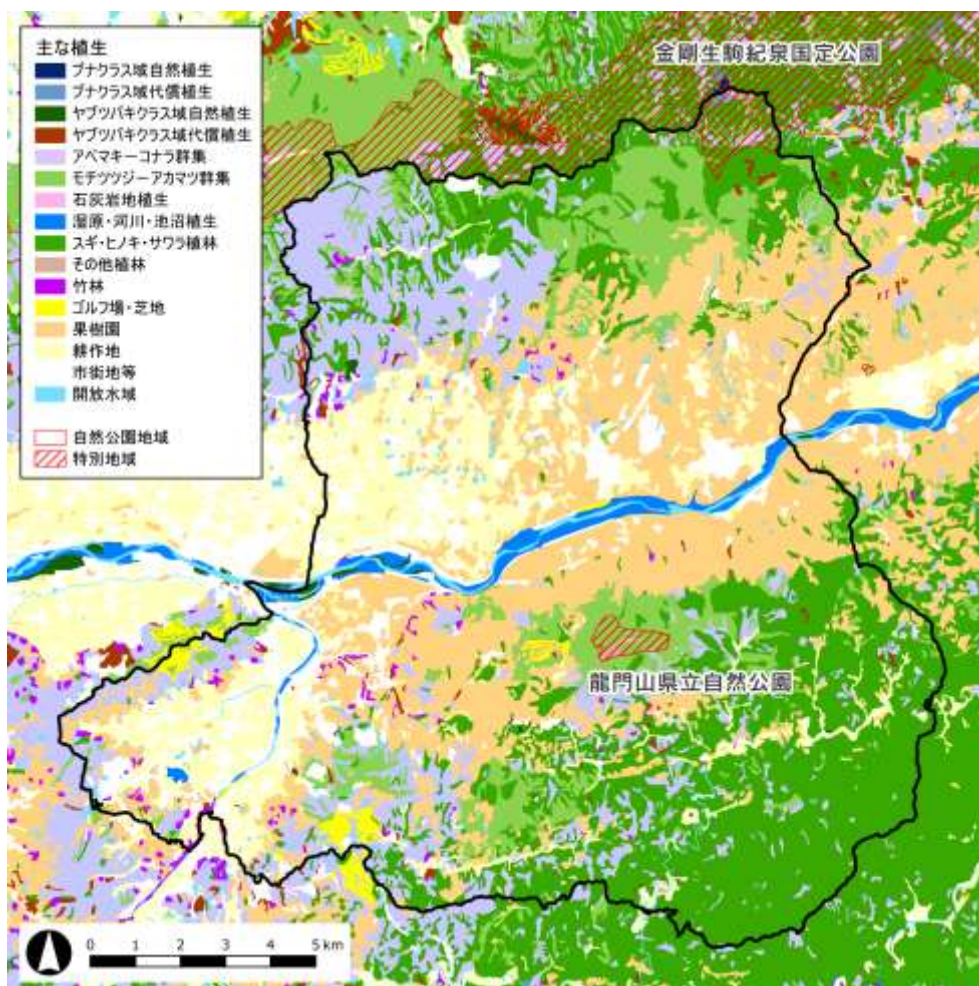 主な植生
ブナクラス域自然植生
ブナクラス域代償植生
ヤブツバキクラス域自然植生
ヤブツバキクラス域代償植生
アベマキーコナラ群集
モチツツジーアカマツ群集
石灰岩地植生
湿原・河川・池沼植生
スギ・ヒノキ・サワラ植林
その他植林
竹林
ゴルフ場・芝地
果樹園
耕作地
市街地等
開放水域
自然公園地域
特別地域
金剛生駒紀泉国定公園
龍門山県立自然公園
0 1 2 3 4 5 km